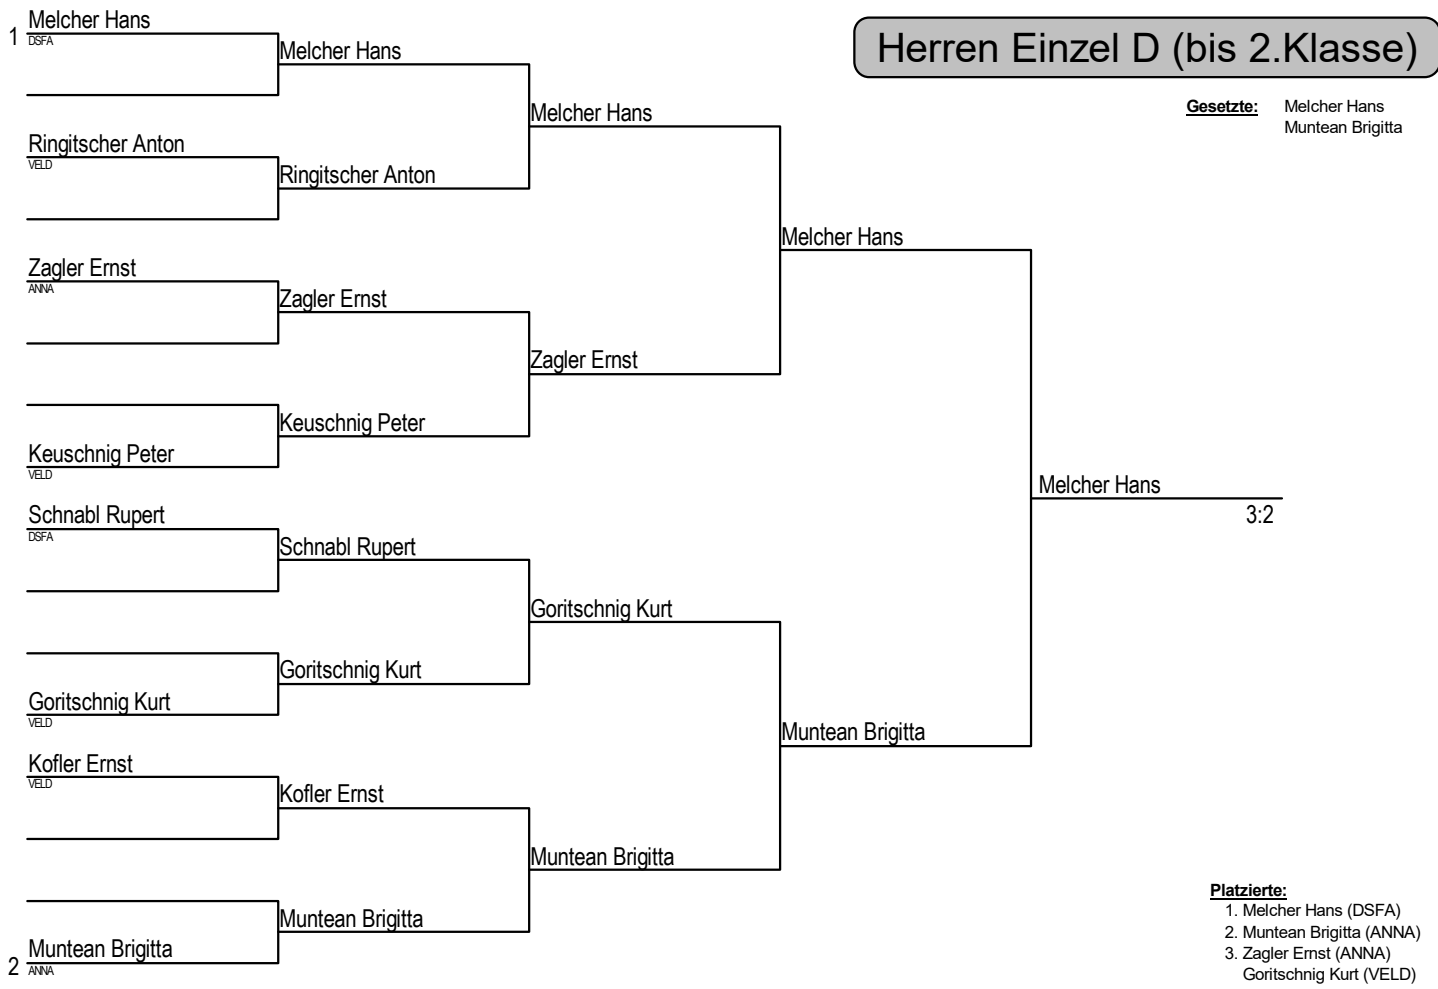 Herren Einzel D (bis 2.Klasse)
Gesetzte: Melcher Hans
Muntean Brigitta
1 Melcher Hans
DSFA
Ringitscher Anton
VELD
Zagler Ernst
ANNA
Keuschnig Peter
VELD
Schnabl Rupert
DSFA
Goritschnig Kurt
VELD
Kofler Ernst
VELD
2 Muntean Brigitta
ANNA
Melcher Hans
Ringitscher Anton
Zagler Ernst
Keuschnig Peter
Schnabl Rupert
Goritschnig Kurt
Kofler Ernst
Muntean Brigitta
Melcher Hans
Zagler Ernst
Goritschnig Kurt
Muntean Brigitta
Melcher Hans
Muntean Brigitta
Melcher Hans
3:2
Platzierte:
1. Melcher Hans (DSFA)
2. Muntean Brigitta (ANNA)
3. Zagler Ernst (ANNA)
Goritschnig Kurt (VELD)